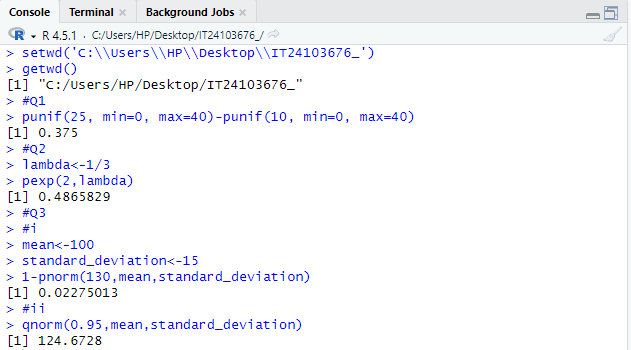 Console Terminal × Background Jobs ×
R 4.5.1 · C:/Users/HP/Desktop/IT24103676_/
> setwd('C:\\Users\\HP\\Desktop\\IT24103676_')
> getwd()
[1] "C:/Users/HP/Desktop/IT24103676_"
> #Q1
> punif(25, min=0, max=40)-punif(10, min=0, max=40)
[1] 0.375
> #Q2
> lambda<-1/3
> pexp(2,lambda)
[1] 0.4865829
> #Q3
> #i
> mean<-100
> standard_deviation<-15
> 1-pnorm(130,mean,standard_deviation)
[1] 0.02275013
> #ii
> qnorm(0.95,mean,standard_deviation)
[1] 124.6728